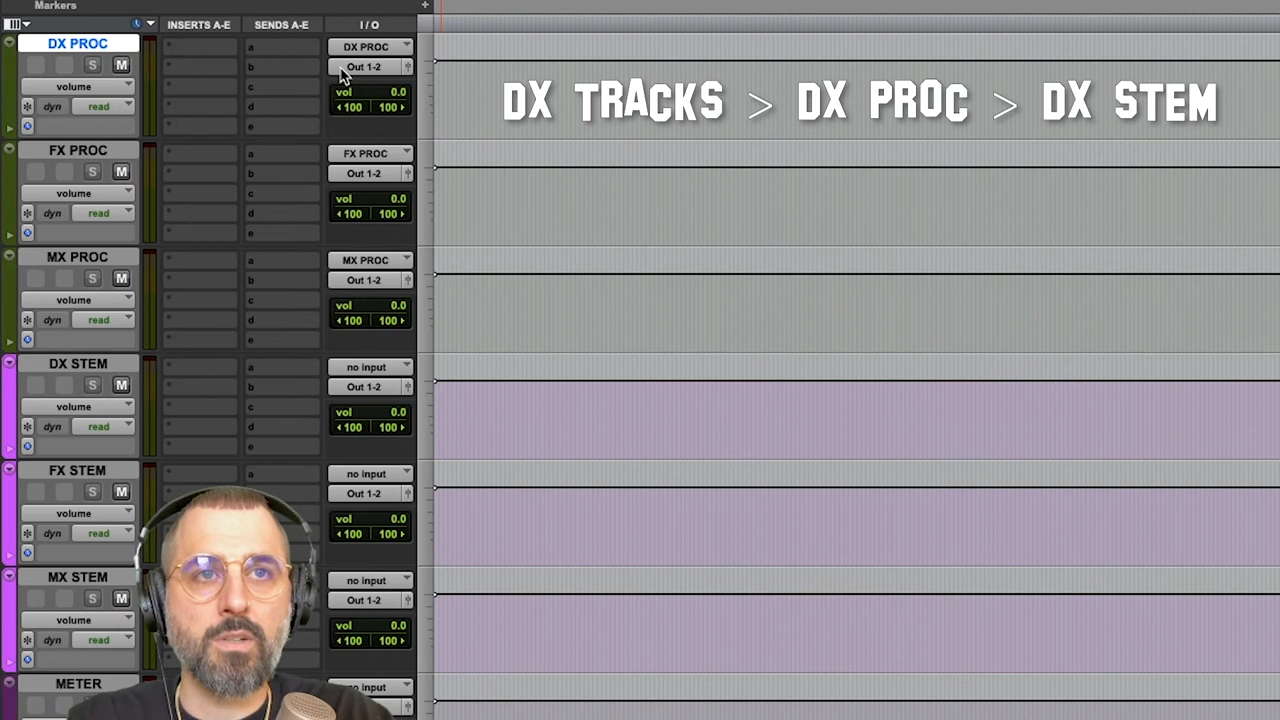 Markers
INSERTS A-E SENDS A-E I / O
DX PROC a DX PROC
S M b Out 1-2
volume c vol 0.0
dyn read d 100 100
e
DX TRACKS > DX PROC > DX STEM
FX PROC a FX PROC
S M b Out 1-2
volume c vol 0.0
dyn read d 100 100
e
MX PROC a MX PROC
S M b Out 1-2
volume c vol 0.0
dyn read d 100 100
e
DX STEM a no input
S M b Out 1-2
volume c vol 0.0
dyn read d 100 100
e
FX STEM a no input
S M Out 1-2
volume vol 0.0
dyn read 100 100
MX STEM no input
S M Out 1-2
volume vol 0.0
dyn read 100 100
METER no input